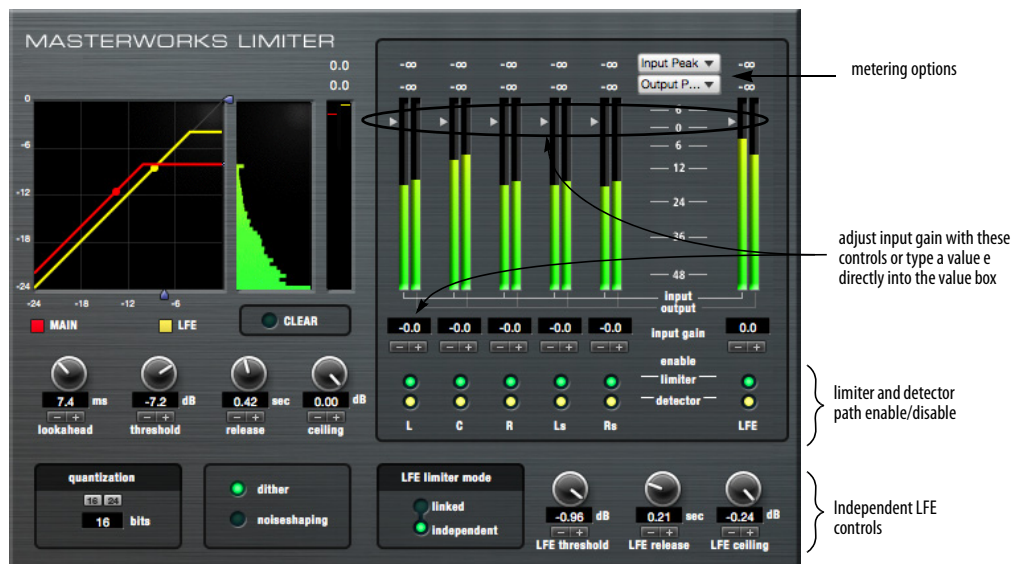 MASTERWORKS LIMITER
0.0
0.0
-∞ -∞ -∞ -∞ -∞ Input Peak -∞
-∞ -∞ -∞ -∞ -∞ Output P... -∞
metering options
0
-6
-12
-18
-24
-24 -18 -12 -6
6
0
6
12
24
36
48
input
output
adjust input gain with these
controls or type a value e
directly into the value box
MAIN LFE
CLEAR
-0.0 -0.0 -0.0 -0.0 -0.0 input gain 0.0
- + - + - + - + - + - +
enable
limiter
detector
L C R Ls Rs LFE
limiter and detector
path enable/disable
7.4 ms -7.2 dB 0.42 sec 0.00 dB
- + - + - + - +
lookahead threshold release ceiling
quantization
16 24
16 bits
dither
noiseshaping
LFE limiter mode
linked
independent
-0.96 dB 0.21 sec -0.24 dB
- + - + - +
LFE threshold LFE release LFE ceiling
Independent LFE
controls